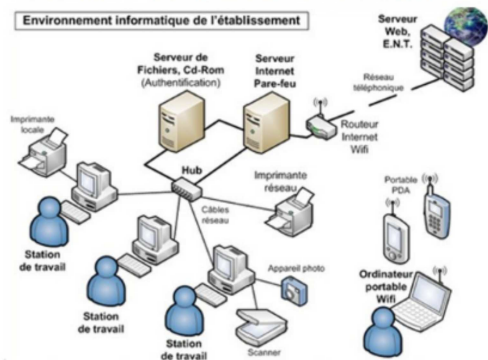 Environnement informatique de l'établissement
Serveur
Web,
E.N.T.
Serveur de
Fichiers, Cd-Rom
(Authentification)
Serveur
Internet
Pare-feu
Réseau
téléphonique
Routeur
Internet
Wifi
Imprimante
locale
Hub
Imprimante
réseau
Portable
PDA
Câbles
réseau
Station
de travail
Appareil photo
Ordinateur
portable
Wifi
Station
de travail
Station
de travail
Scanner